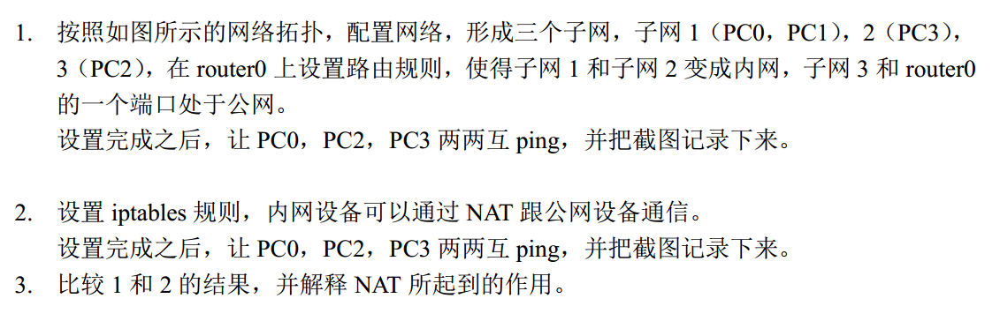 1. 按照如图所示的网络拓扑，配置网络，形成三个子网，子网 1（PC0，PC1），2（PC3），
3（PC2），在 router0 上设置路由规则，使得子网 1 和子网 2 变成内网，子网 3 和 router0
的一个端口处于公网。
设置完成之后，让 PC0，PC2，PC3 两两互 ping，并把截图记录下来。
2. 设置 iptables 规则，内网设备可以通过 NAT 跟公网设备通信。
设置完成之后，让 PC0，PC2，PC3 两两互 ping，并把截图记录下来。
3. 比较 1 和 2 的结果，并解释 NAT 所起到的作用。